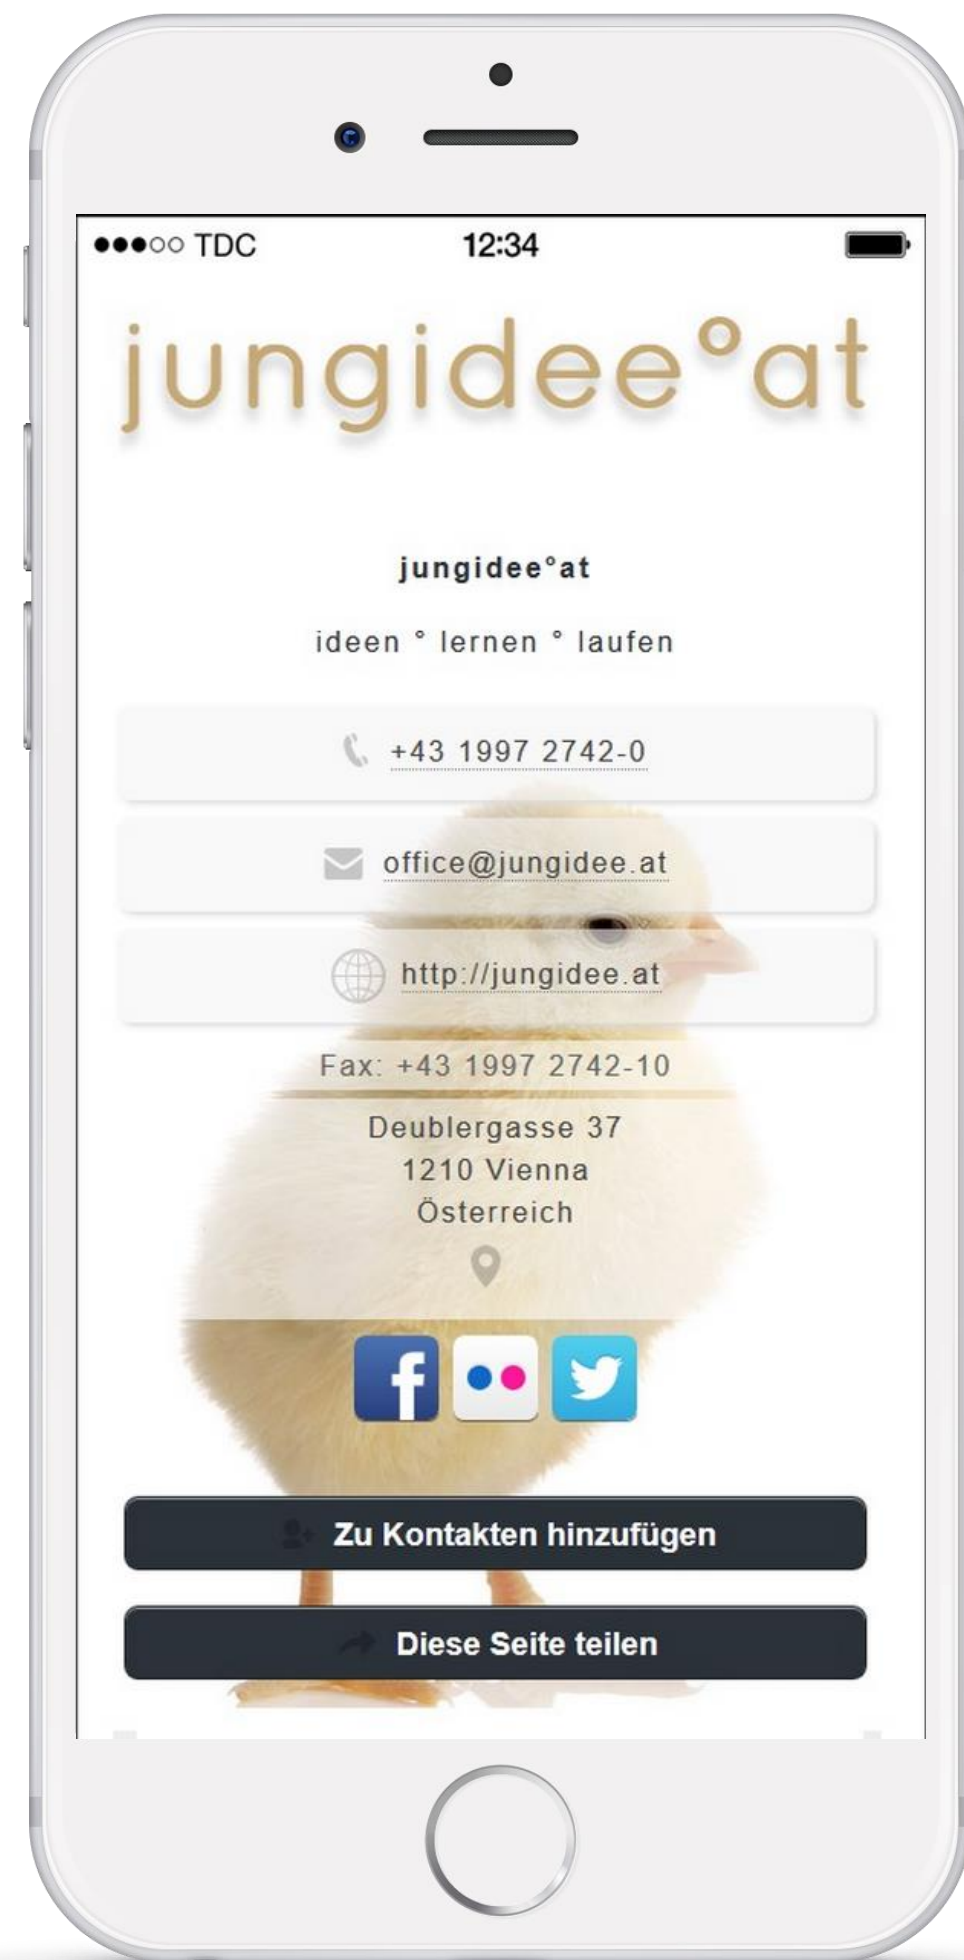 TDC 12:34
jungidee°at
jungidee°at
ideen ° lernen ° laufen
+43 1997 2742-0
office@jungidee.at
http://jungidee.at
Fax: +43 1997 2742-10
Deublergasse 37
1210 Vienna
Österreich
Zu Kontakten hinzufügen
Diese Seite teilen